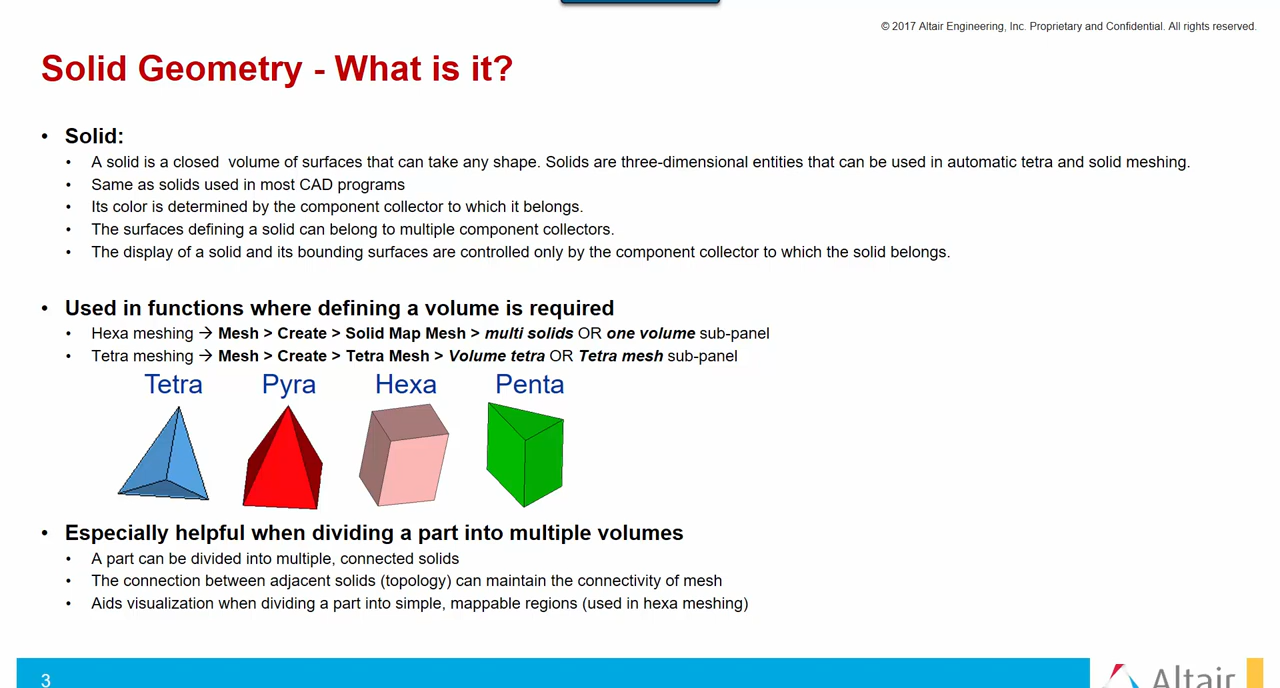 © 2017 Altair Engineering, Inc. Proprietary and Confidential. All rights reserved.
Solid Geometry - What is it?
• Solid:
• A solid is a closed  volume of surfaces that can take any shape. Solids are three-dimensional entities that can be used in automatic tetra and solid meshing.
• Same as solids used in most CAD programs
• Its color is determined by the component collector to which it belongs.
• The surfaces defining a solid can belong to multiple component collectors.
• The display of a solid and its bounding surfaces are controlled only by the component collector to which the solid belongs.
• Used in functions where defining a volume is required
• Hexa meshing → Mesh > Create > Solid Map Mesh > multi solids OR one volume sub-panel
• Tetra meshing → Mesh > Create > Tetra Mesh > Volume tetra OR Tetra mesh sub-panel
Tetra Pyra Hexa Penta
• Especially helpful when dividing a part into multiple volumes
• A part can be divided into multiple, connected solids
• The connection between adjacent solids (topology) can maintain the connectivity of mesh
• Aids visualization when dividing a part into simple, mappable regions (used in hexa meshing)
3
Altair